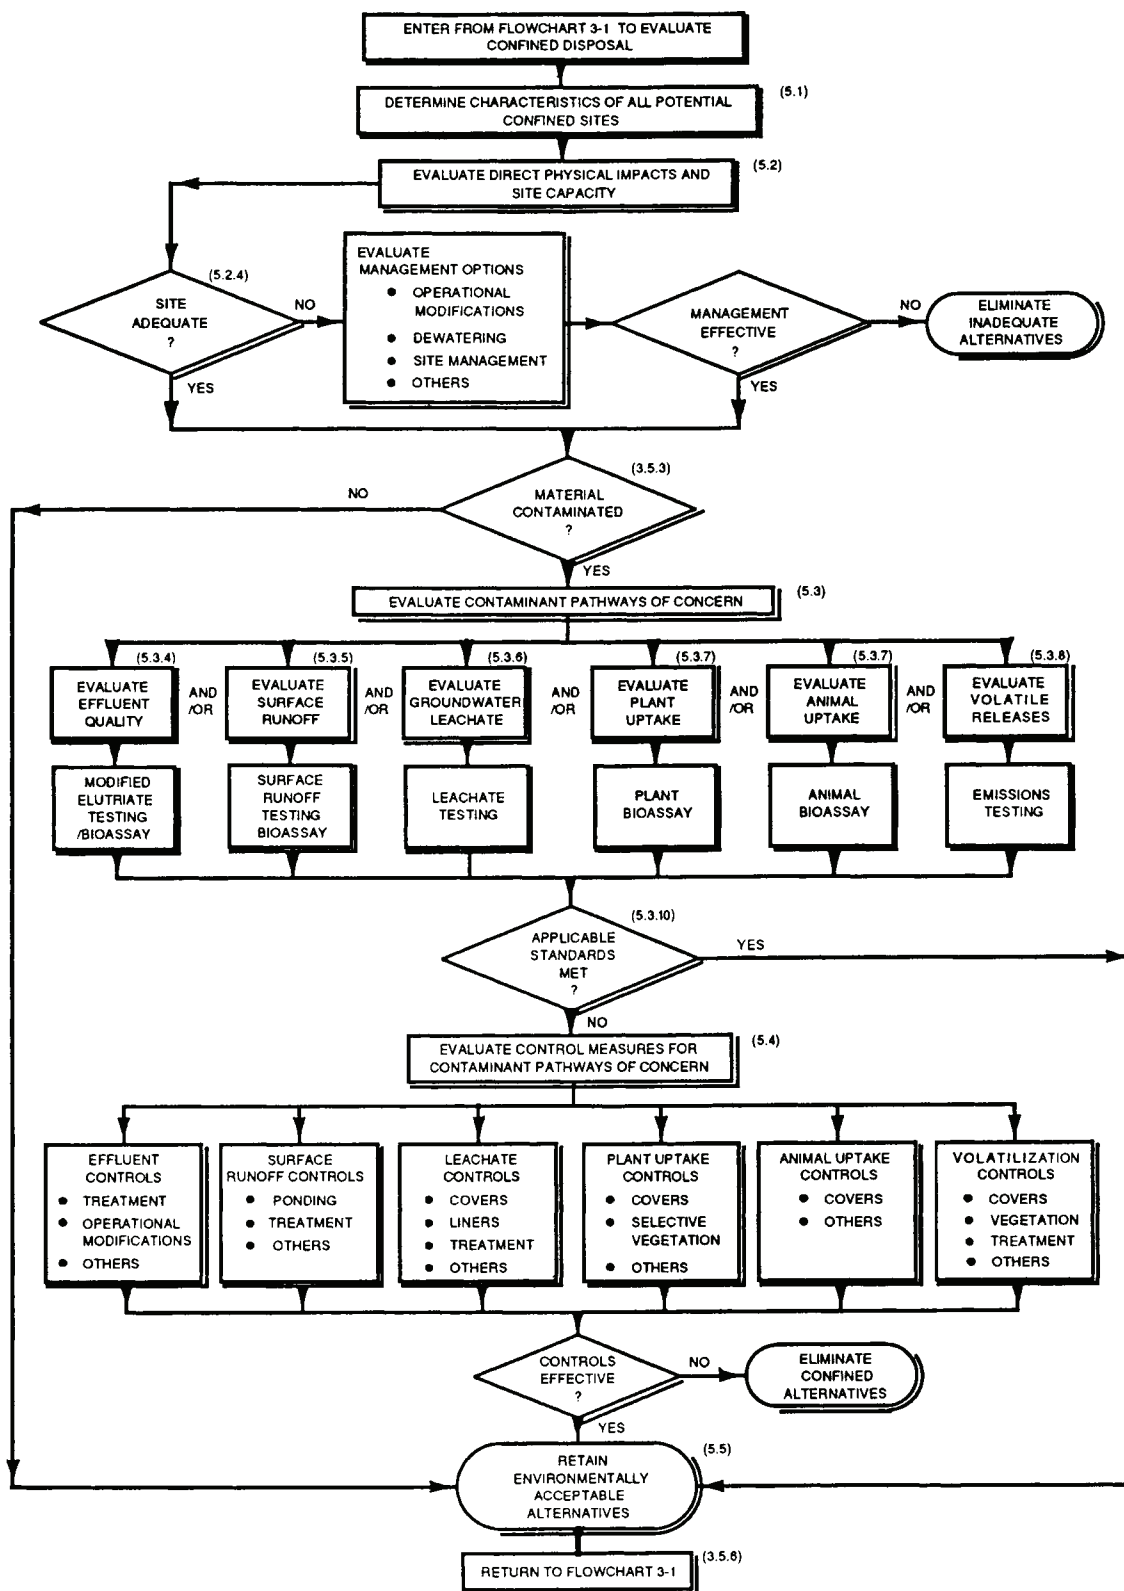 ENTER FROM FLOWCHART 3-1 TO EVALUATE
CONFINED DISPOSAL
(5.1)
DETERMINE CHARACTERISTICS OF ALL POTENTIAL
CONFINED SITES
(5.2)
EVALUATE DIRECT PHYSICAL IMPACTS AND
SITE CAPACITY
(5.2.4)
SITE
ADEQUATE
?
NO
YES
EVALUATE
MANAGEMENT OPTIONS
● OPERATIONAL
MODIFICATIONS
● DEWATERING
● SITE MANAGEMENT
● OTHERS
MANAGEMENT
EFFECTIVE
?
NO
YES
ELIMINATE
INADEQUATE
ALTERNATIVES
(3.5.3)
MATERIAL
CONTAMINATED
?
NO
YES
(5.3)
EVALUATE CONTAMINANT PATHWAYS OF CONCERN
(5.3.4)
EVALUATE
EFFLUENT
QUALITY
AND
/OR
(5.3.5)
EVALUATE
SURFACE
RUNOFF
AND
/OR
(5.3.6)
EVALUATE
GROUNDWATER
LEACHATE
AND
/OR
(5.3.7)
EVALUATE
PLANT
UPTAKE
AND
/OR
(5.3.7)
EVALUATE
ANIMAL
UPTAKE
AND
/OR
(5.3.8)
EVALUATE
VOLATILE
RELEASES
MODIFIED
ELUTRIATE
TESTING
/BIOASSAY
SURFACE
RUNOFF
TESTING
BIOASSAY
LEACHATE
TESTING
PLANT
BIOASSAY
ANIMAL
BIOASSAY
EMISSIONS
TESTING
(5.3.10)
APPLICABLE
STANDARDS
MET
?
YES
NO
(5.4)
EVALUATE CONTROL MEASURES FOR
CONTAMINANT PATHWAYS OF CONCERN
EFFLUENT
CONTROLS
● TREATMENT
● OPERATIONAL
MODIFICATIONS
● OTHERS
SURFACE
RUNOFF CONTROLS
● PONDING
● TREATMENT
● OTHERS
LEACHATE
CONTROLS
● COVERS
● LINERS
● TREATMENT
● OTHERS
PLANT UPTAKE
CONTROLS
● COVERS
● SELECTIVE
VEGETATION
● OTHERS
ANIMAL UPTAKE
CONTROLS
● COVERS
● OTHERS
VOLATILIZATION
CONTROLS
● COVERS
● VEGETATION
● TREATMENT
● OTHERS
CONTROLS
EFFECTIVE
?
NO
YES
ELIMINATE
CONFINED
ALTERNATIVES
(5.5)
RETAIN
ENVIRONMENTALLY
ACCEPTABLE
ALTERNATIVES
(3.5.6)
RETURN TO FLOWCHART 3-1